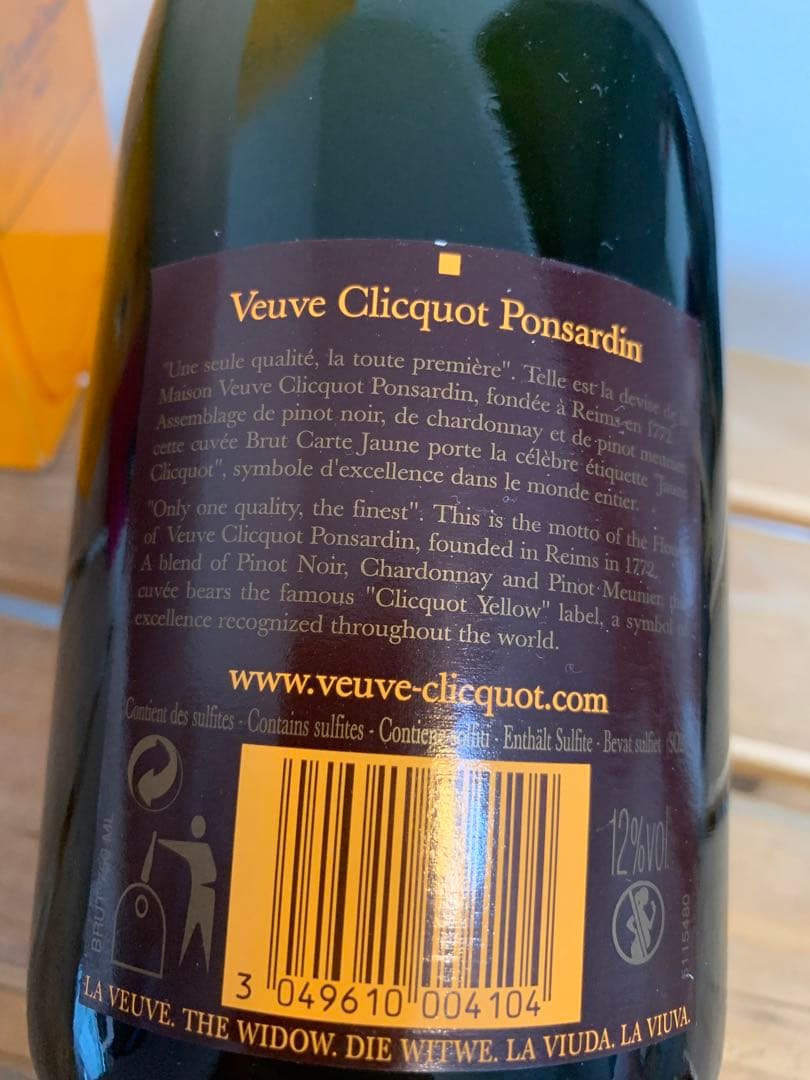 Veuve Clicquot Ponsardin
"Une seule qualité, la toute première". Telle est la devise de
Maison Veuve Clicquot Ponsardin, fondée à Reims en 1772
Assemblage de pinot noir, de chardonnay et de pinot meunier
cette cuvée Brut Carte Jaune porte la célèbre étiquette "Jaune
Clicquot", symbole d'excellence dans le monde entier.
"Only one quality, the finest". This is the motto of the
of Veuve Clicquot Ponsardin, founded in Reims in 1772.
A blend of Pinot Noir, Chardonnay and Pinot Meunier,
cuvée bears the famous "Clicquot Yellow" label, a symbol
excellence recognized throughout the world.
www.veuve-clicquot.com
Contient des sulfites - Contains sulfites - Contiene solfiti - Enthält Sulfite - Bevat sulfiet
BRUT 750 ML
12%vol
5115480
3 049610 004104
LA VEUVE. THE WIDOW. DIE WITWE. LA VIUDA. LA VIUVA.